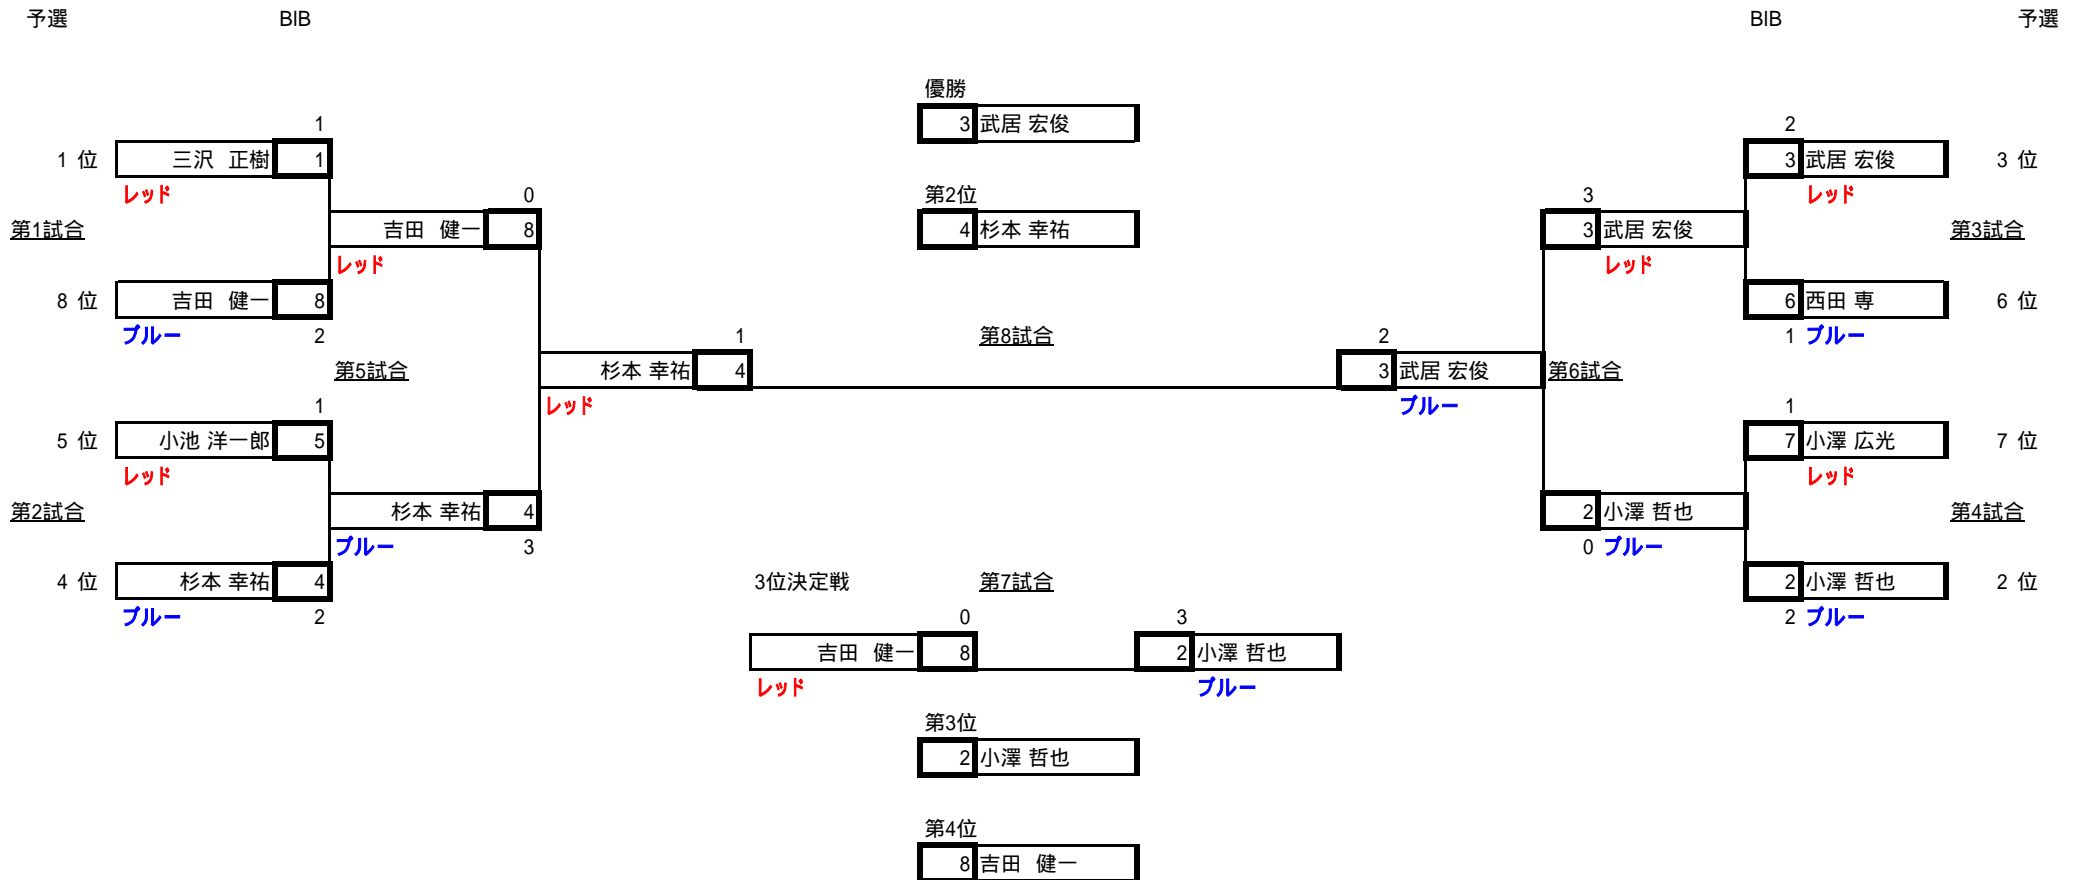 予選 BIB BIB 予選
優勝
3 武居 宏俊
1 2
1 位 三沢 正樹 1 3 武居 宏俊 3 位
レッド 0 第2位 3 レッド
第1試合 吉田 健一 8 4 杉本 幸祐 3 武居 宏俊 第3試合
レッド レッド
8 位 吉田 健一 8 6 西田 専 6 位
ブルー 2 1 第8試合 2 1 ブルー
第5試合 杉本 幸祐 4 3 武居 宏俊 第6試合
1 レッド ブルー 1
5 位 小池 洋一郎 5 7 小澤 広光 7 位
レッド レッド
第2試合 杉本 幸祐 4 2 小澤 哲也 第4試合
ブルー 3 0 ブルー
4 位 杉本 幸祐 4 3位決定戦 第7試合 2 小澤 哲也 2 位
ブルー 2 0 3 2 ブルー
吉田 健一 8 2 小澤 哲也
レッド ブルー
第3位
2 小澤 哲也
第4位
8 吉田 健一